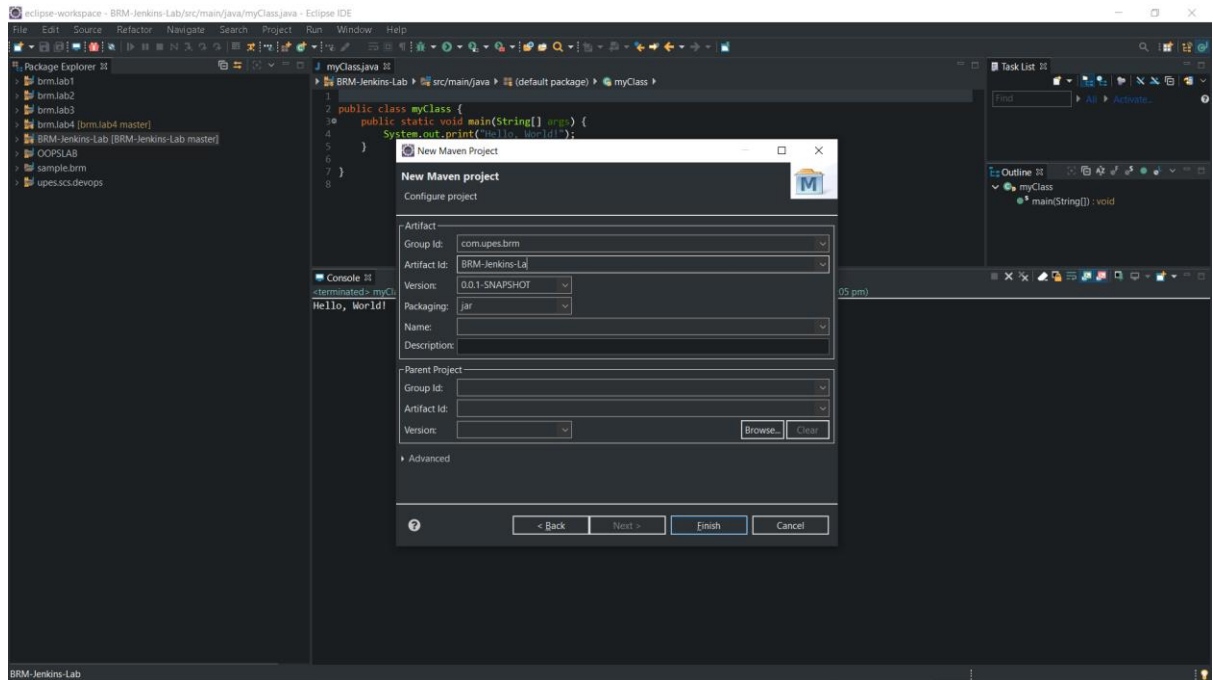 eclipse-workspace - BRM-Jenkins-Lab/src/main/java/myClass.java - Eclipse IDE
File Edit Source Refactor Navigate Search Project Run Window Help
Package Explorer
brm.lab1
brm.lab2
brm.lab3
brm.lab4 [brm.lab4 master]
BRM-Jenkins-Lab [BRM-Jenkins-Lab master]
OOPSLAB
sample.brm
upes.scs.devops
myClass.java
BRM-Jenkins-Lab src/main/java (default package) myClass
1
2 public class myClass {
3 public static void main(String[] args) {
4 System.out.print("Hello, World!");
5 }
6
7 }
8
New Maven Project
New Maven project
Configure project
M
Artifact
Group Id: com.upes.brm
Artifact Id: BRM-Jenkins-La
Version: 0.0.1-SNAPSHOT
Packaging: jar
Name:
Description:
Parent Project
Group Id:
Artifact Id:
Version: Browse... Clear
Advanced
< Back Next > Finish Cancel
Console
<terminated> myCl
05 pm)
Hello, World!
Task List
Find All Activate...
Outline
myClass
main(String[]) : void
BRM-Jenkins-Lab